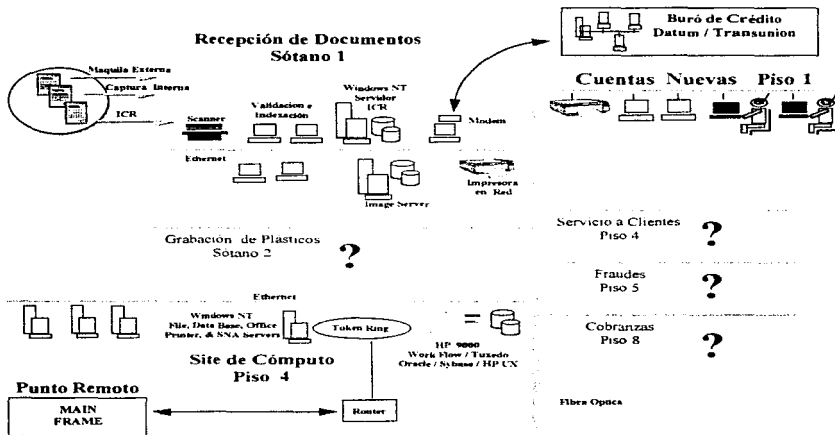 Recepción de Documentos
Sótano 1
Buró de Crédito
Datum / Transunion
Maquila Externa
Captura Interna
ICR
Scanner
Validacion e
Indexación
Windows NT
Servidor
ICR
Modem
Cuentas Nuevas Piso 1
Ethernet
Image Server
Impresora
en Red
Grabación de Plásticos
Sótano 2
?
Servicio a Clientes
Piso 4
?
Fraudes
Piso 5
?
Cobranzas
Piso 8
?
Ethernet
Windows NT
File, Data Base, Office
Printer, & SNA Servers
Token Ring
HP 9000
Work Flow / Tuxedo
Oracle / Sybase / HP UX
Site de Cómputo
Piso 4
Punto Remoto
MAIN
FRAME
Router
Fibra Optica